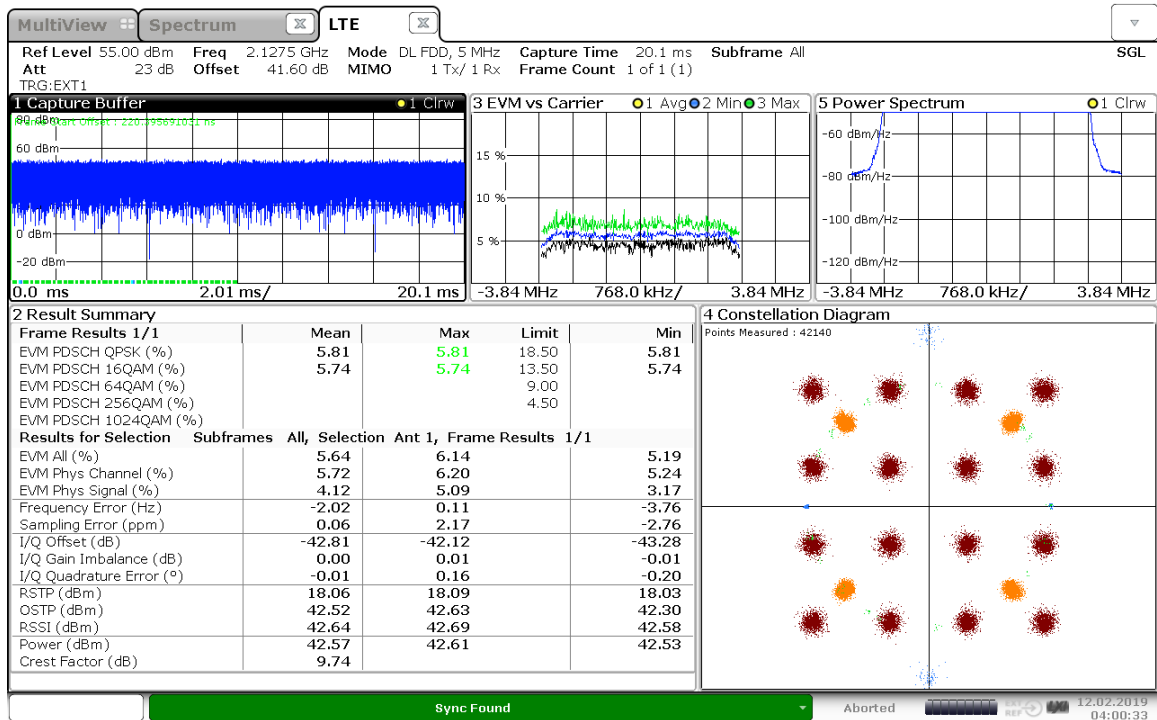 MultiView Spectrum LTE
Ref Level 55.00 dBm Freq 2.1275 GHz Mode DL FDD, 5 MHz Capture Time 20.1 ms Subframe All SGL
Att 23 dB Offset 41.60 dB MIMO 1 Tx/ 1 Rx Frame Count 1 of 1 (1)
TRG:EXT1
1 Capture Buffer 1 Clrw
80 dBm
Frame Start Offset : 220.495691031 ns
60 dBm
0 dBm
-20 dBm
0.0 ms 2.01 ms/ 20.1 ms
3 EVM vs Carrier 1 Avg 2 Min 3 Max
15 %
10 %
5 %
-3.84 MHz 768.0 kHz/ 3.84 MHz
5 Power Spectrum 1 Clrw
-60 dBm/Hz
-80 dBm/Hz
-100 dBm/Hz
-120 dBm/Hz
-3.84 MHz 768.0 kHz/ 3.84 MHz
2 Result Summary
Frame Results 1/1 Mean Max Limit Min
EVM PDSCH QPSK (%) 5.81 5.81 18.50 5.81
EVM PDSCH 16QAM (%) 5.74 5.74 13.50 5.74
EVM PDSCH 64QAM (%) 9.00
EVM PDSCH 256QAM (%) 4.50
EVM PDSCH 1024QAM (%)
Results for Selection Subframes All, Selection Ant 1, Frame Results 1/1
EVM All (%) 5.64 6.14 5.19
EVM Phys Channel (%) 5.72 6.20 5.24
EVM Phys Signal (%) 4.12 5.09 3.17
Frequency Error (Hz) -2.02 0.11 -3.76
Sampling Error (ppm) 0.06 2.17 -2.76
I/Q Offset (dB) -42.81 -42.12 -43.28
I/Q Gain Imbalance (dB) 0.00 0.01 -0.01
I/Q Quadrature Error (°) -0.01 0.16 -0.20
RSTP (dBm) 18.06 18.09 18.03
OSTP (dBm) 42.52 42.63 42.30
RSSI (dBm) 42.64 42.69 42.58
Power (dBm) 42.57 42.61 42.53
Crest Factor (dB) 9.74
4 Constellation Diagram
Points Measured : 42140
Sync Found
Aborted
EXT
REF
12.02.2019
04:00:33